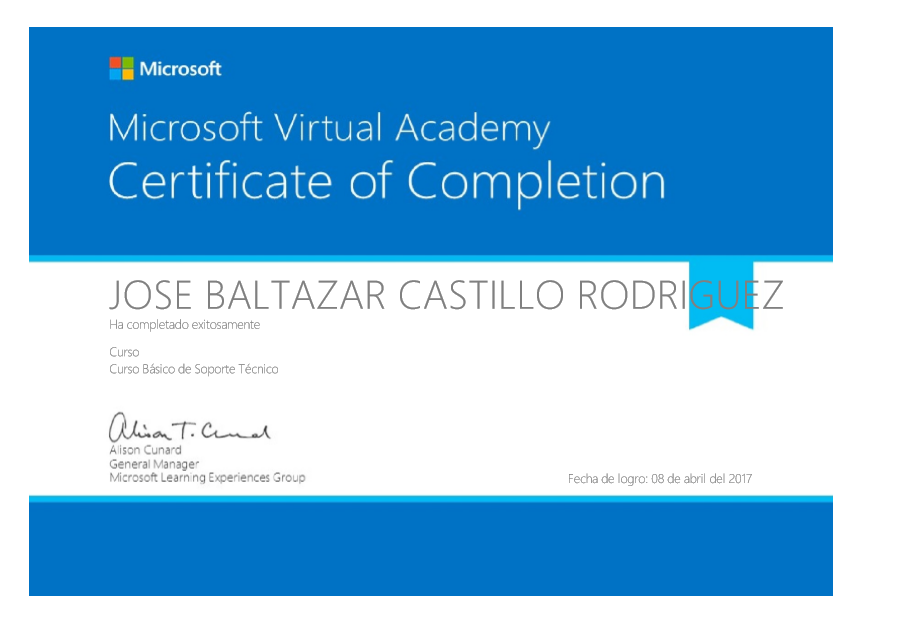 Microsoft
Microsoft Virtual Academy
Certificate of Completion
JOSE BALTAZAR CASTILLO RODRIGUEZ
Ha completado exitosamente
Curso
Curso Básico de Soporte Técnico
Alison T. Cunard
Alison Cunard
General Manager
Microsoft Learning Experiences Group
Fecha de logro: 08 de abril del 2017